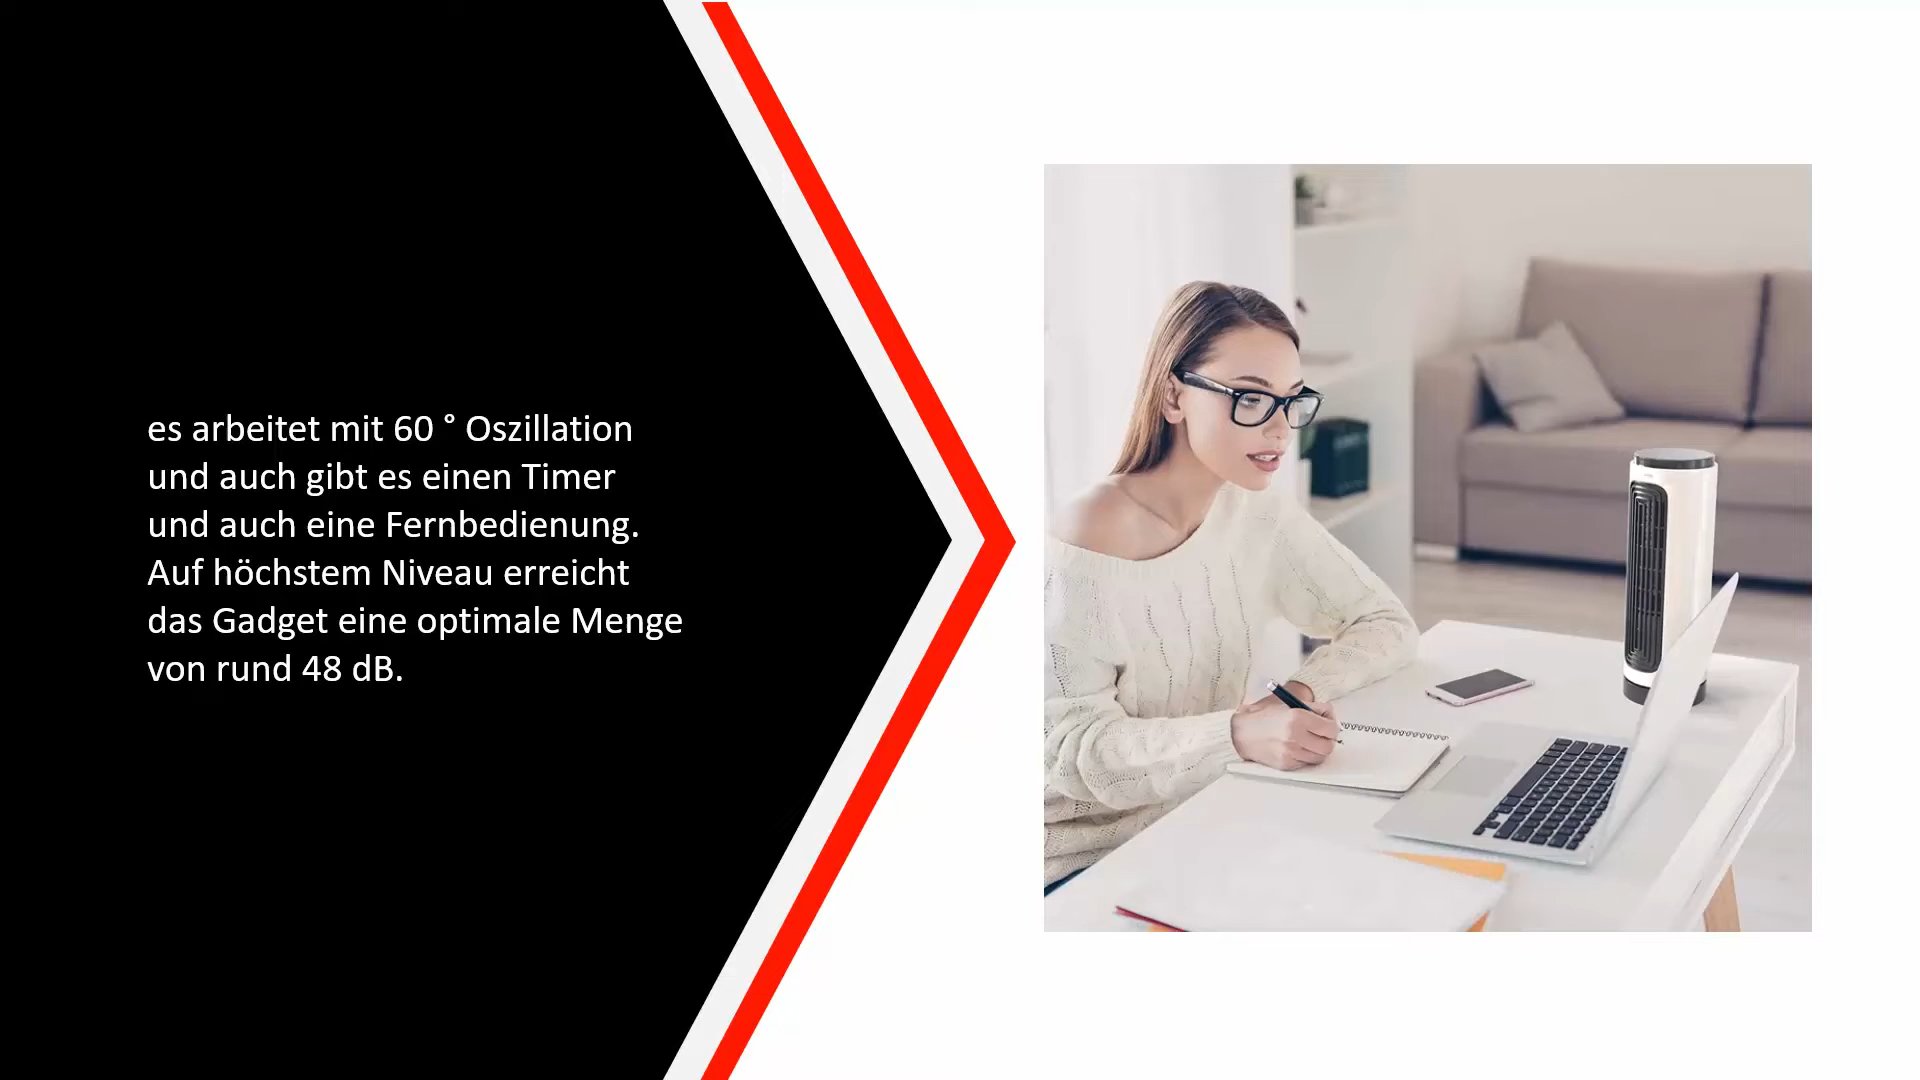 es arbeitet mit 60 ° Oszillation
und auch gibt es einen Timer
und auch eine Fernbedienung.
Auf höchstem Niveau erreicht
das Gadget eine optimale Menge
von rund 48 dB.